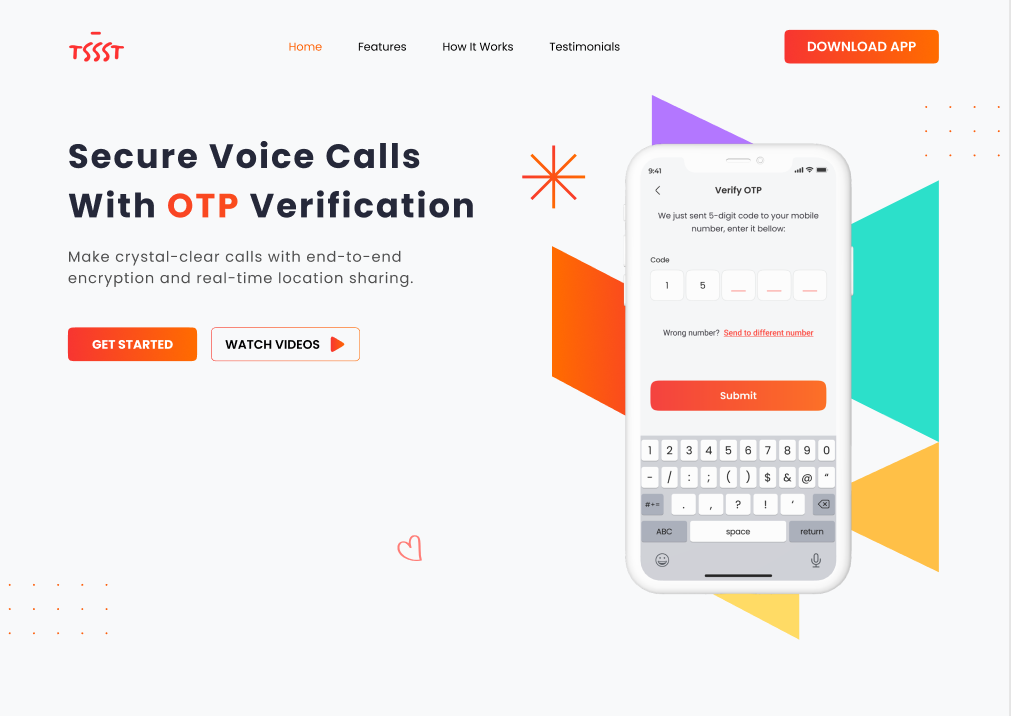 TSSST
Home
Features
How It Works
Testimonials
DOWNLOAD APP
Secure Voice Calls
With OTP Verification
Make crystal-clear calls with end-to-end
encryption and real-time location sharing.
GET STARTED
WATCH VIDEOS
9:41
Verify OTP
We just sent 5-digit code to your mobile
number, enter it bellow:
Code
1 5
Wrong number? Send to different number
Submit
1 2 3 4 5 6 7 8 9 0
- / : ; ( ) $ & @ “
#+= . , ? ! ‘
ABC space return